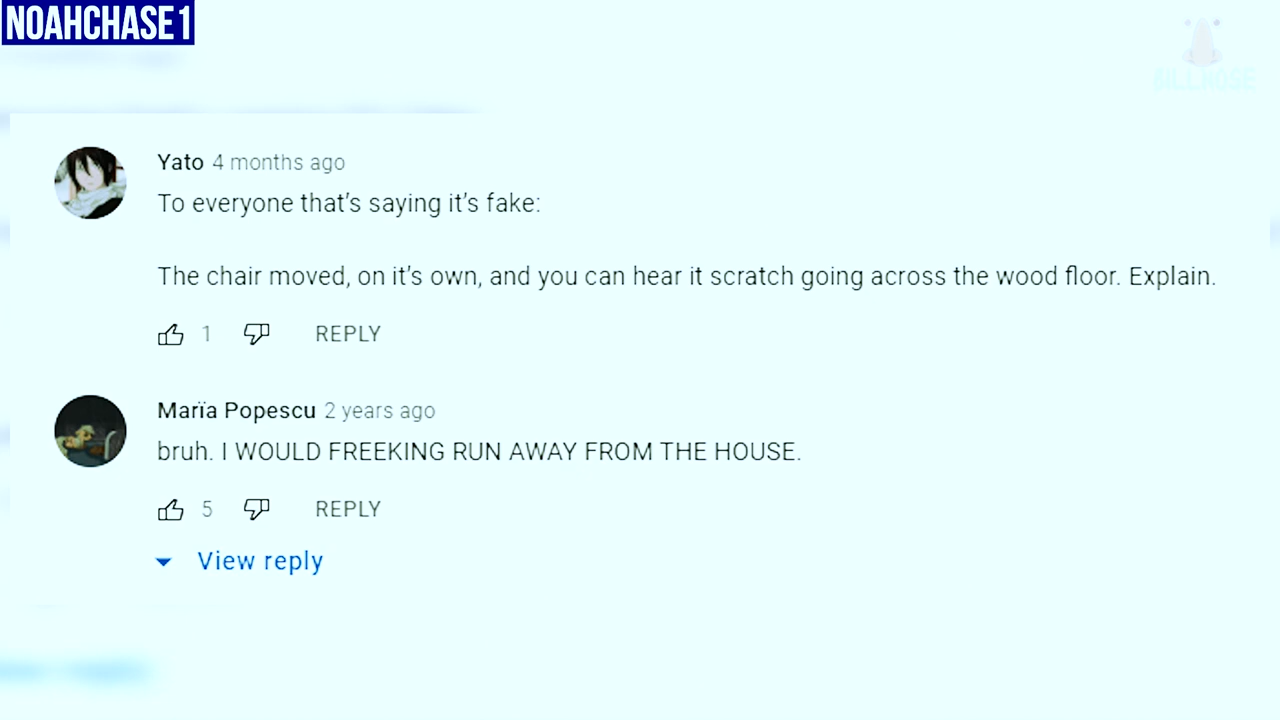 NOAHCHASE1
Yato 4 months ago
To everyone that's saying it's fake:
The chair moved, on it's own, and you can hear it scratch going across the wood floor. Explain.
1 REPLY
Marïa Popescu 2 years ago
bruh. I WOULD FREEKING RUN AWAY FROM THE HOUSE.
5 REPLY
View reply